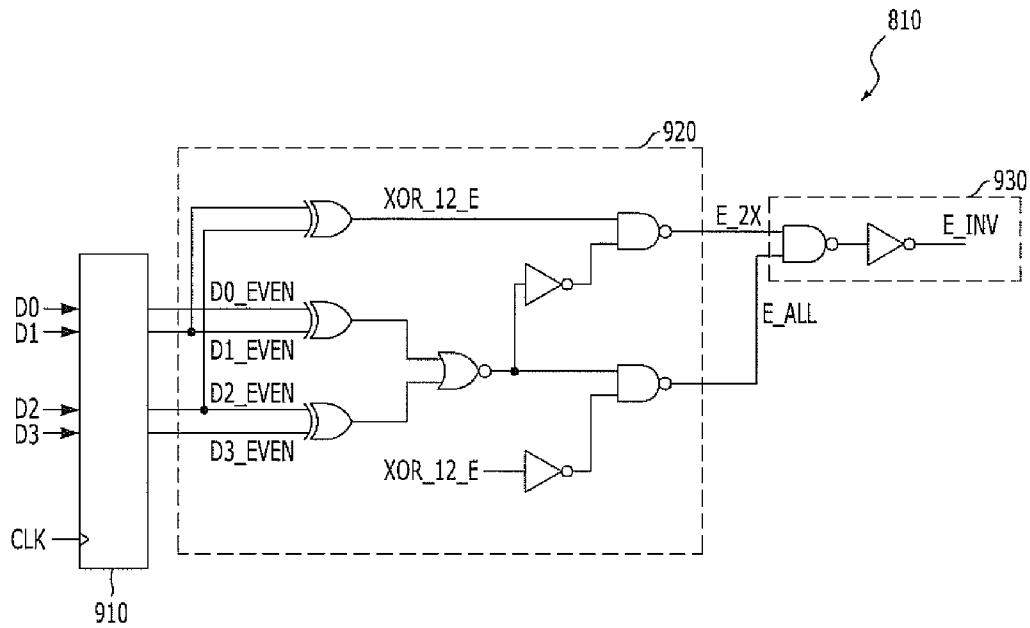 810
920
930
XOR_12_E
E_2X
E_INV
D0
D0_EVEN
D1
D1_EVEN
E_ALL
D2
D2_EVEN
D3
D3_EVEN
XOR_12_E
CLK
910